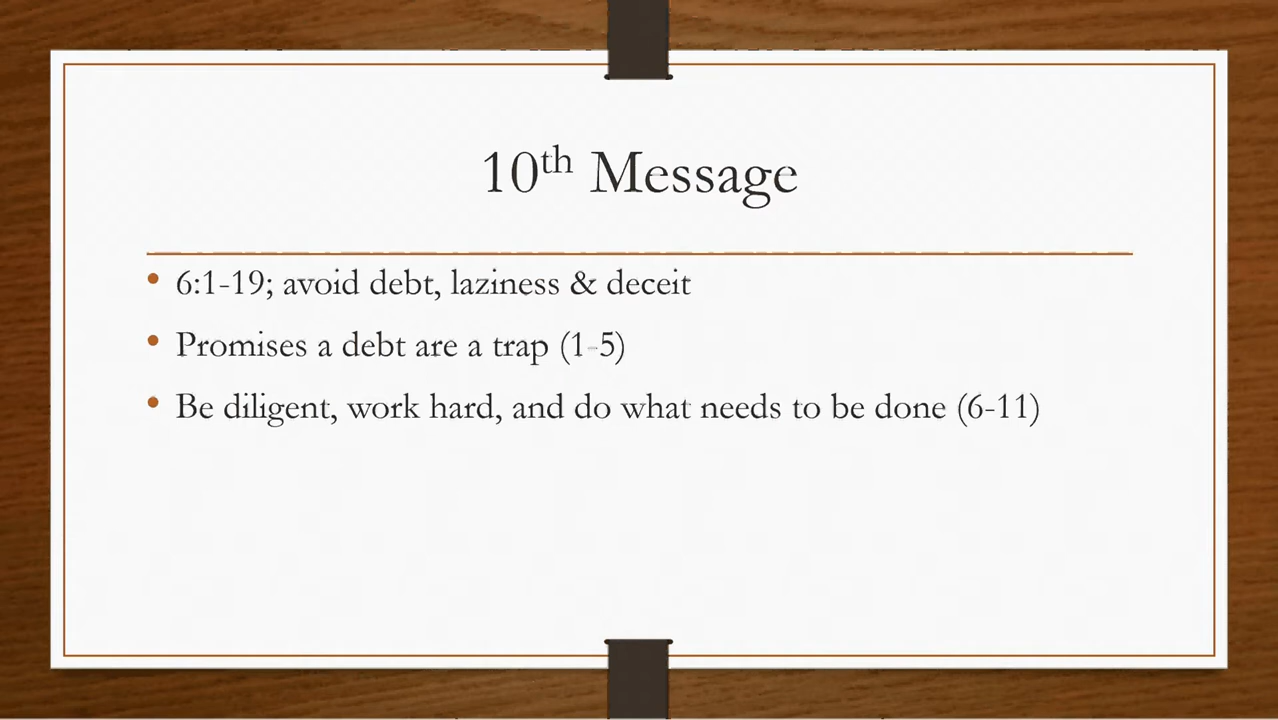 10th Message
• 6:1-19; avoid debt, laziness & deceit
• Promises a debt are a trap (1-5)
• Be diligent, work hard, and do what needs to be done (6-11)